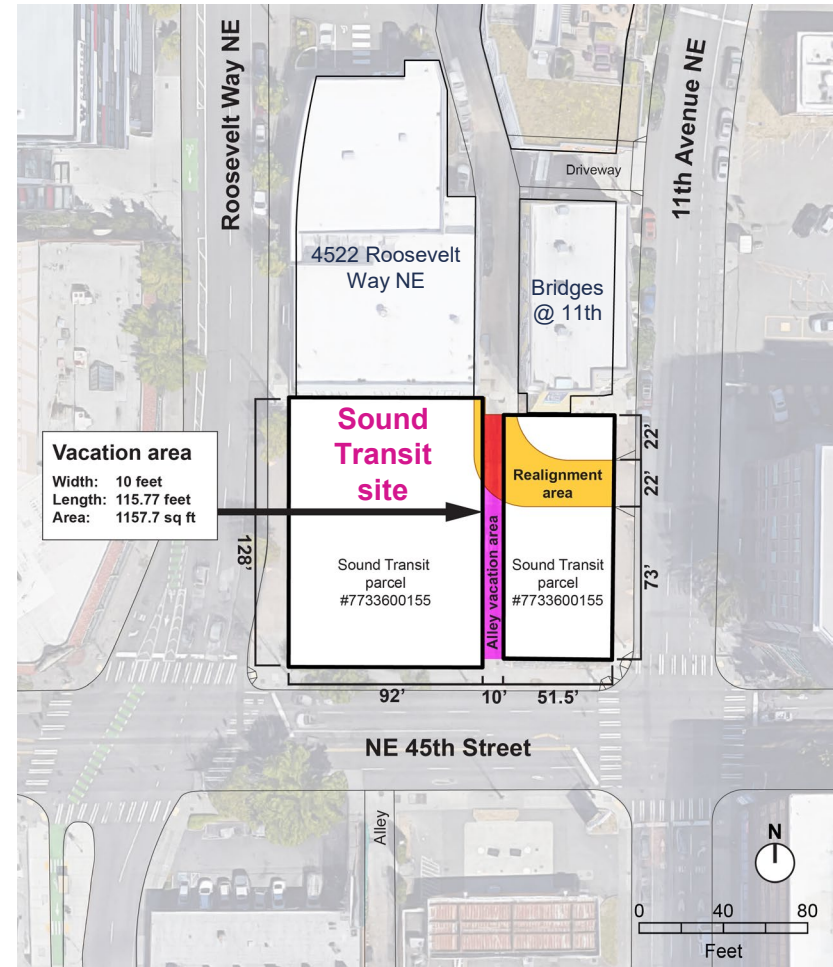 Roosevelt Way NE
11th Avenue NE
Driveway
4522 Roosevelt
Way NE
Bridges
@ 11th
Sound
Transit
site
Vacation area
Width: 10 feet
Length: 115.77 feet
Area: 1157.7 sq ft
Realignment
area
22'
22'
73'
128'
Sound Transit
parcel
#7733600155
Alley vacation area
Sound Transit
parcel
#7733600155
92'
10'
51.5'
NE 45th Street
Alley
N
0 40 80
Feet